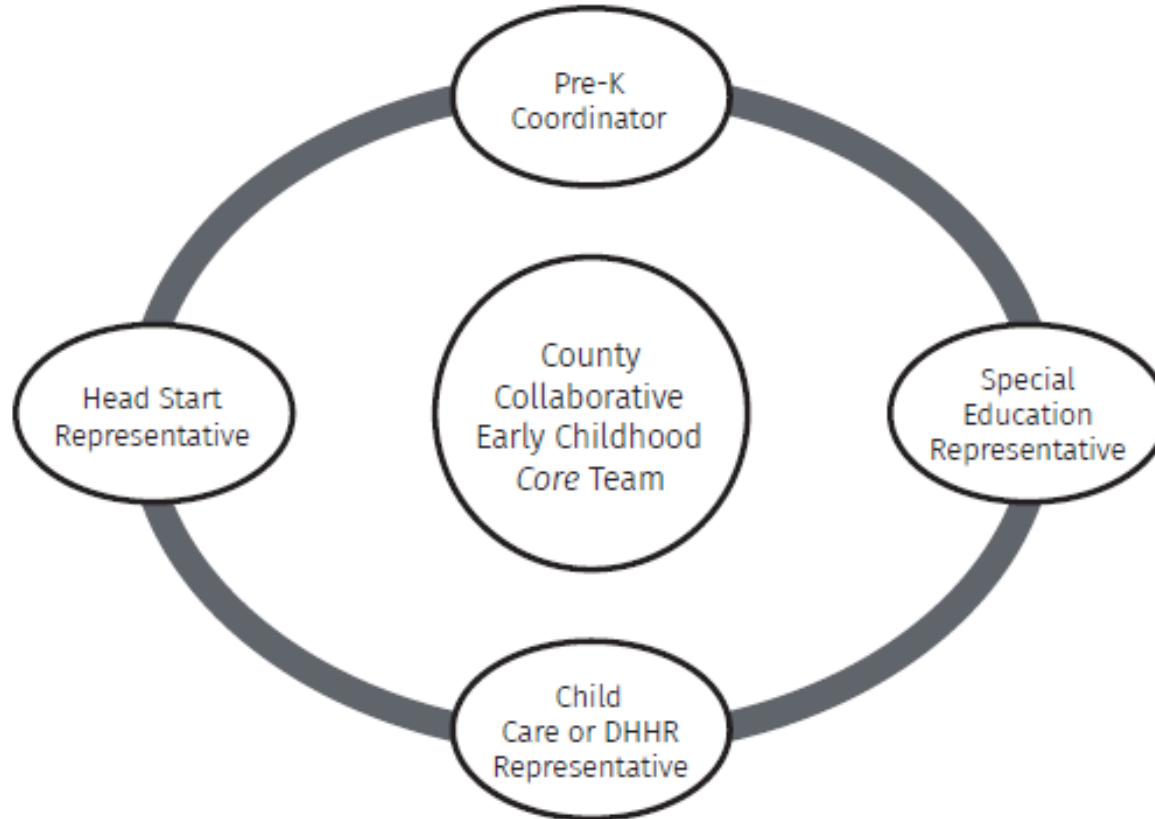 Pre-K
Coordinator
Head Start
Representative
County
Collaborative
Early Childhood
Core Team
Special
Education
Representative
Child
Care or DHHR
Representative